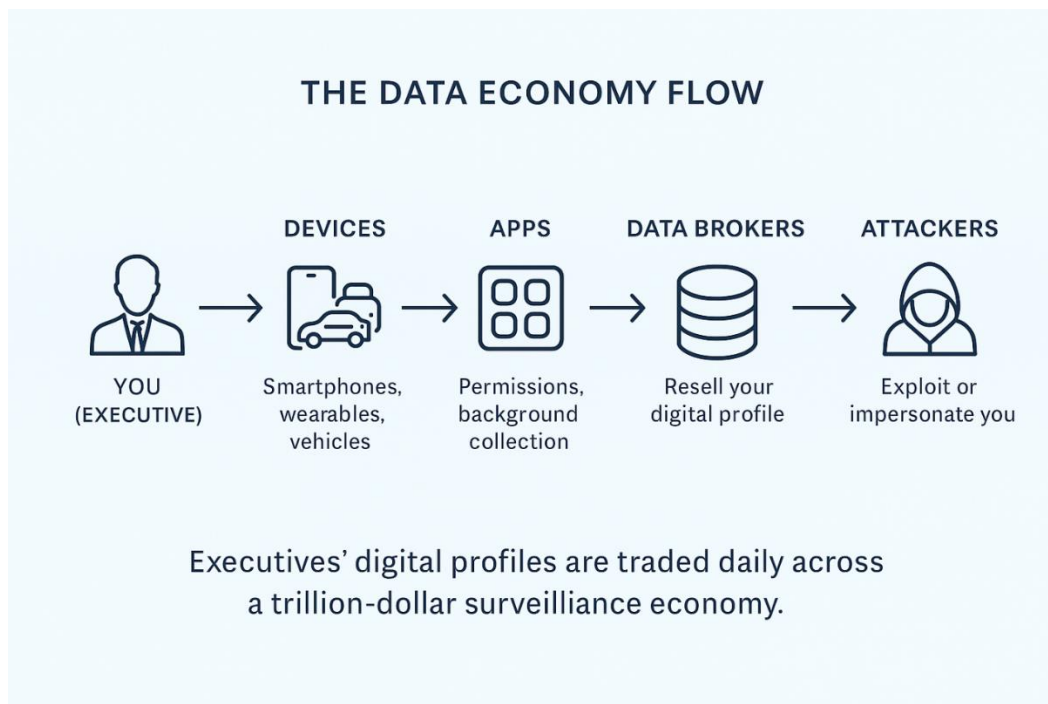 THE DATA ECONOMY FLOW
DEVICES
APPS
DATA BROKERS
ATTACKERS
YOU
(EXECUTIVE)
Smartphones,
wearables,
vehicles
Permissions,
background
collection
Resell your
digital profile
Exploit or
impersonate you
Executives’ digital profiles are traded daily across
a trillion-dollar surveilliance economy.